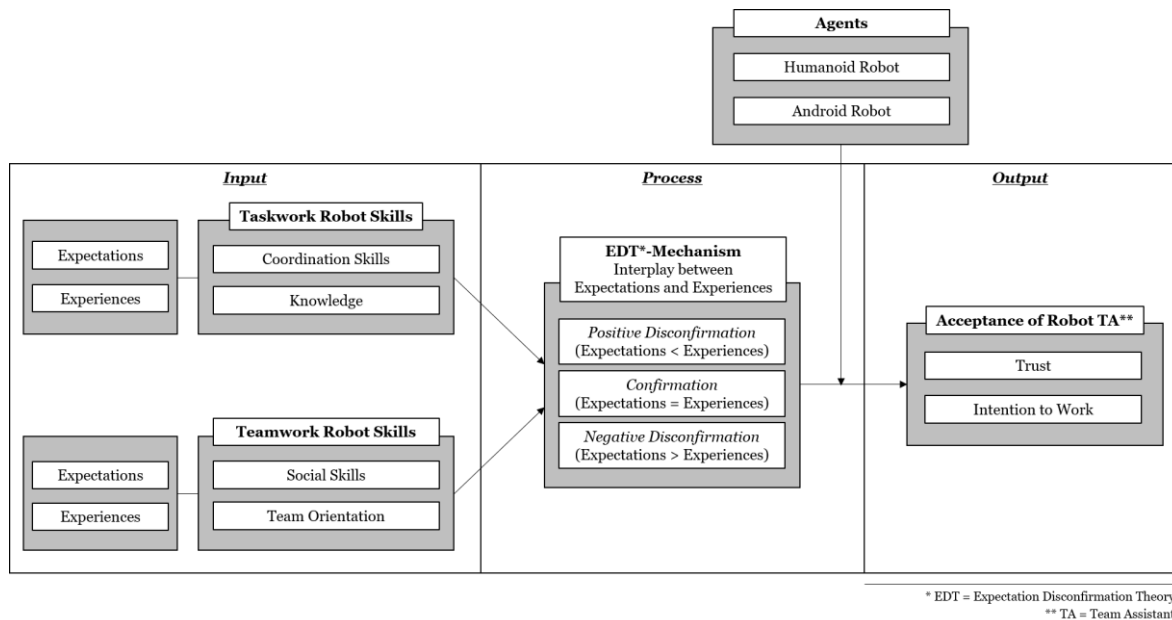 Agents
Humanoid Robot
Android Robot
Input
Process
Output
Expectations
Experiences
Taskwork Robot Skills
Coordination Skills
Knowledge
Expectations
Experiences
Teamwork Robot Skills
Social Skills
Team Orientation
EDT*-Mechanism
Interplay between
Expectations and Experiences
Positive Disconfirmation
(Expectations < Experiences)
Confirmation
(Expectations = Experiences)
Negative Disconfirmation
(Expectations > Experiences)
Acceptance of Robot TA**
Trust
Intention to Work
* EDT = Expectation Disconfirmation Theory
** TA = Team Assistant